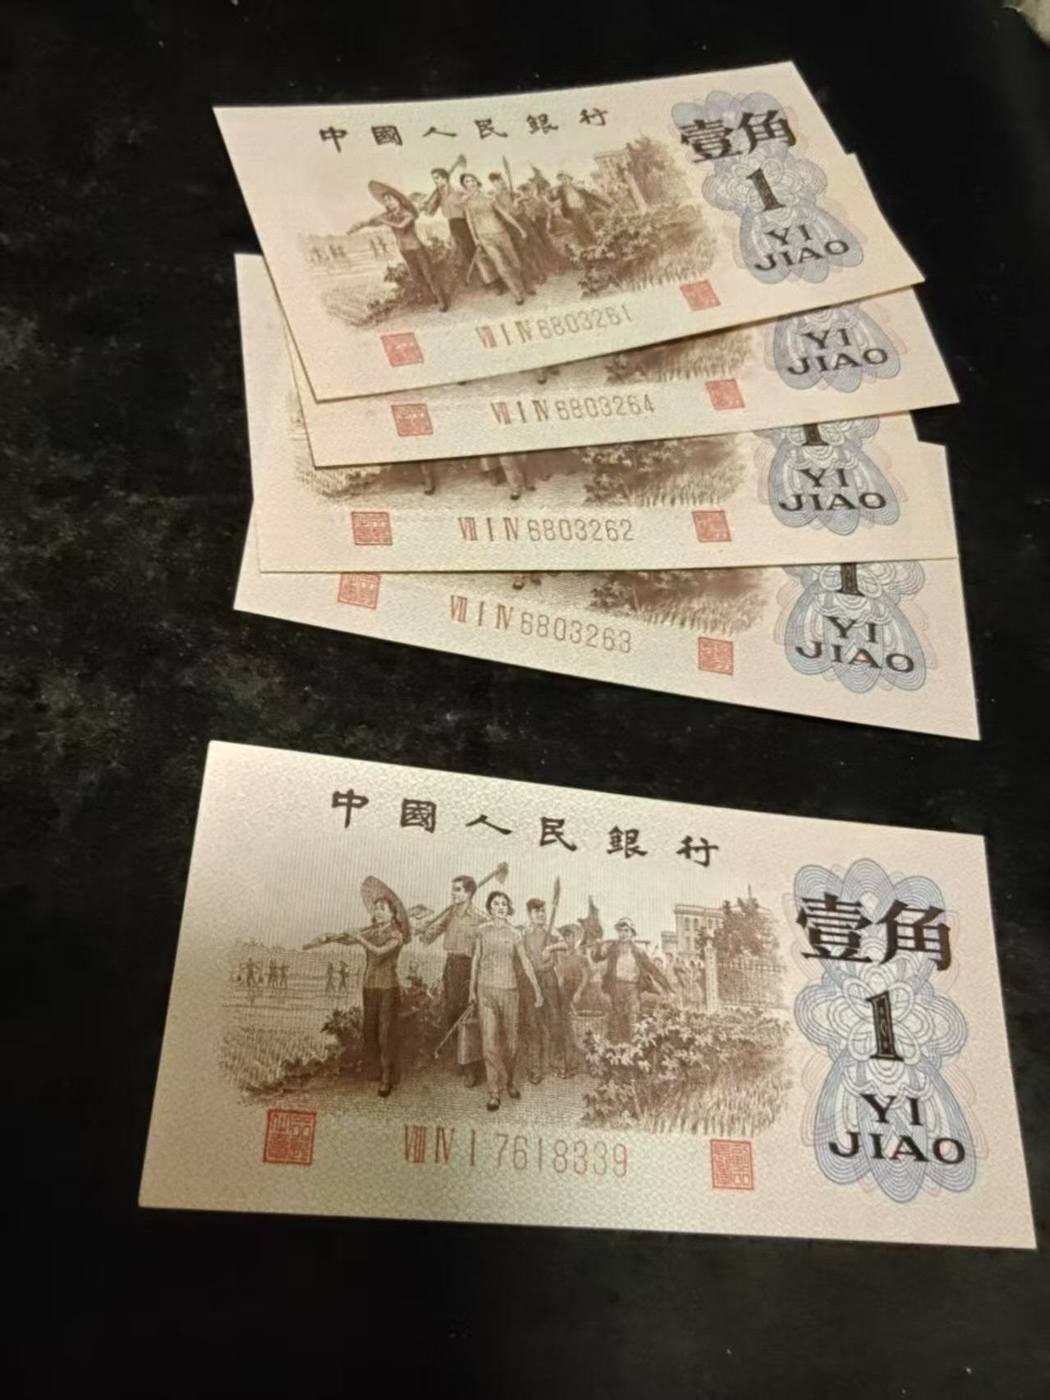 中國人民銀行
壹角
1
YI
JIAO
Ⅷ Ⅰ Ⅳ 6803261
YI
JIAO
Ⅷ Ⅰ Ⅳ 6803264
1
YI
JIAO
Ⅷ Ⅰ Ⅳ 6803262
1
YI
JIAO
Ⅷ Ⅰ Ⅳ 6803263
中國人民銀行
壹角
1
YI
JIAO
Ⅷ Ⅳ Ⅰ 7618339